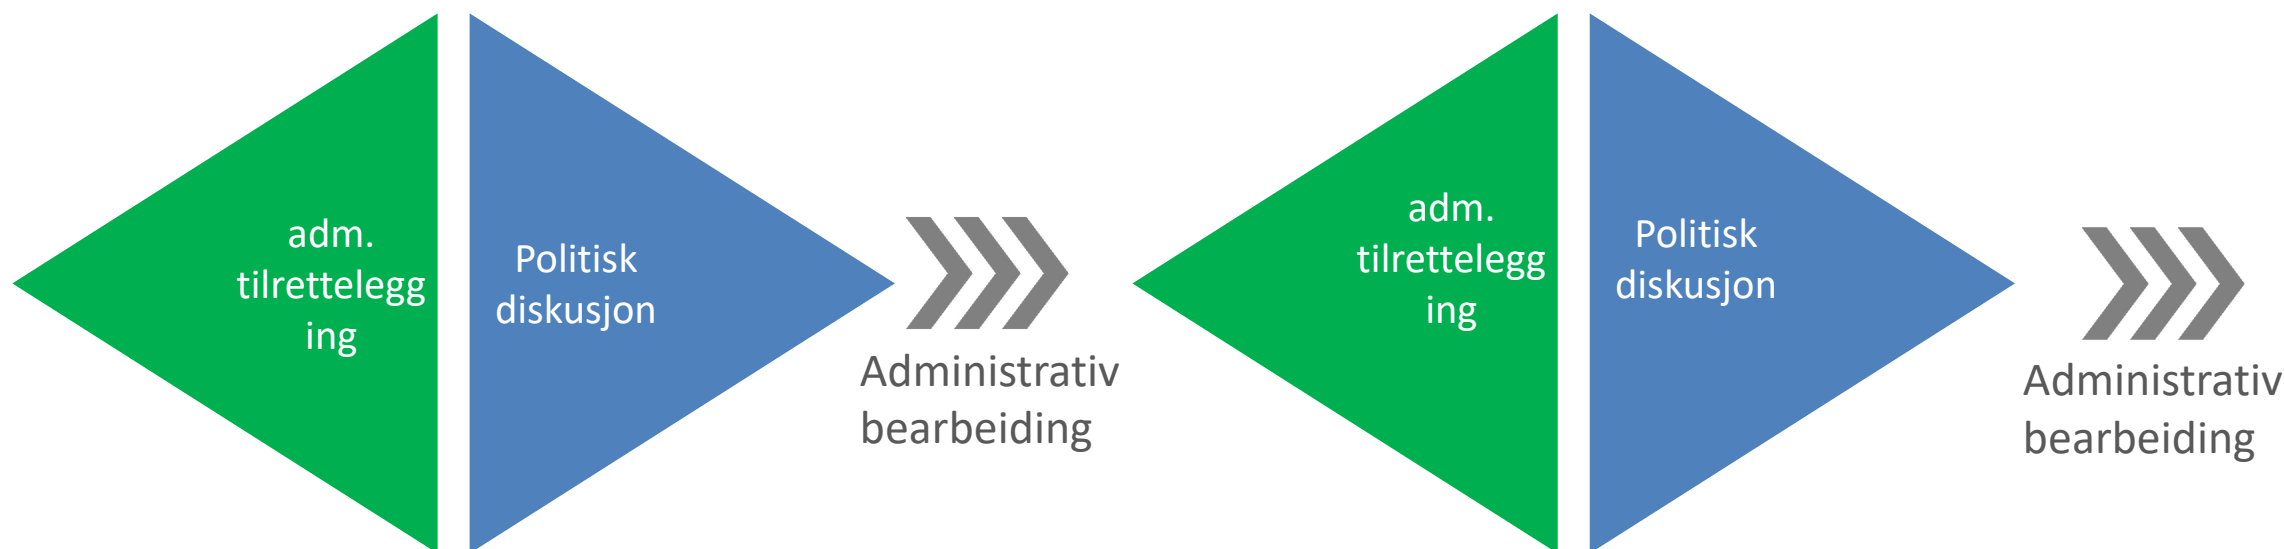 adm.
tilrettelegg
ing
Politisk
diskusjon
Administrativ
bearbeiding
adm.
tilrettelegg
ing
Politisk
diskusjon
Administrativ
bearbeiding